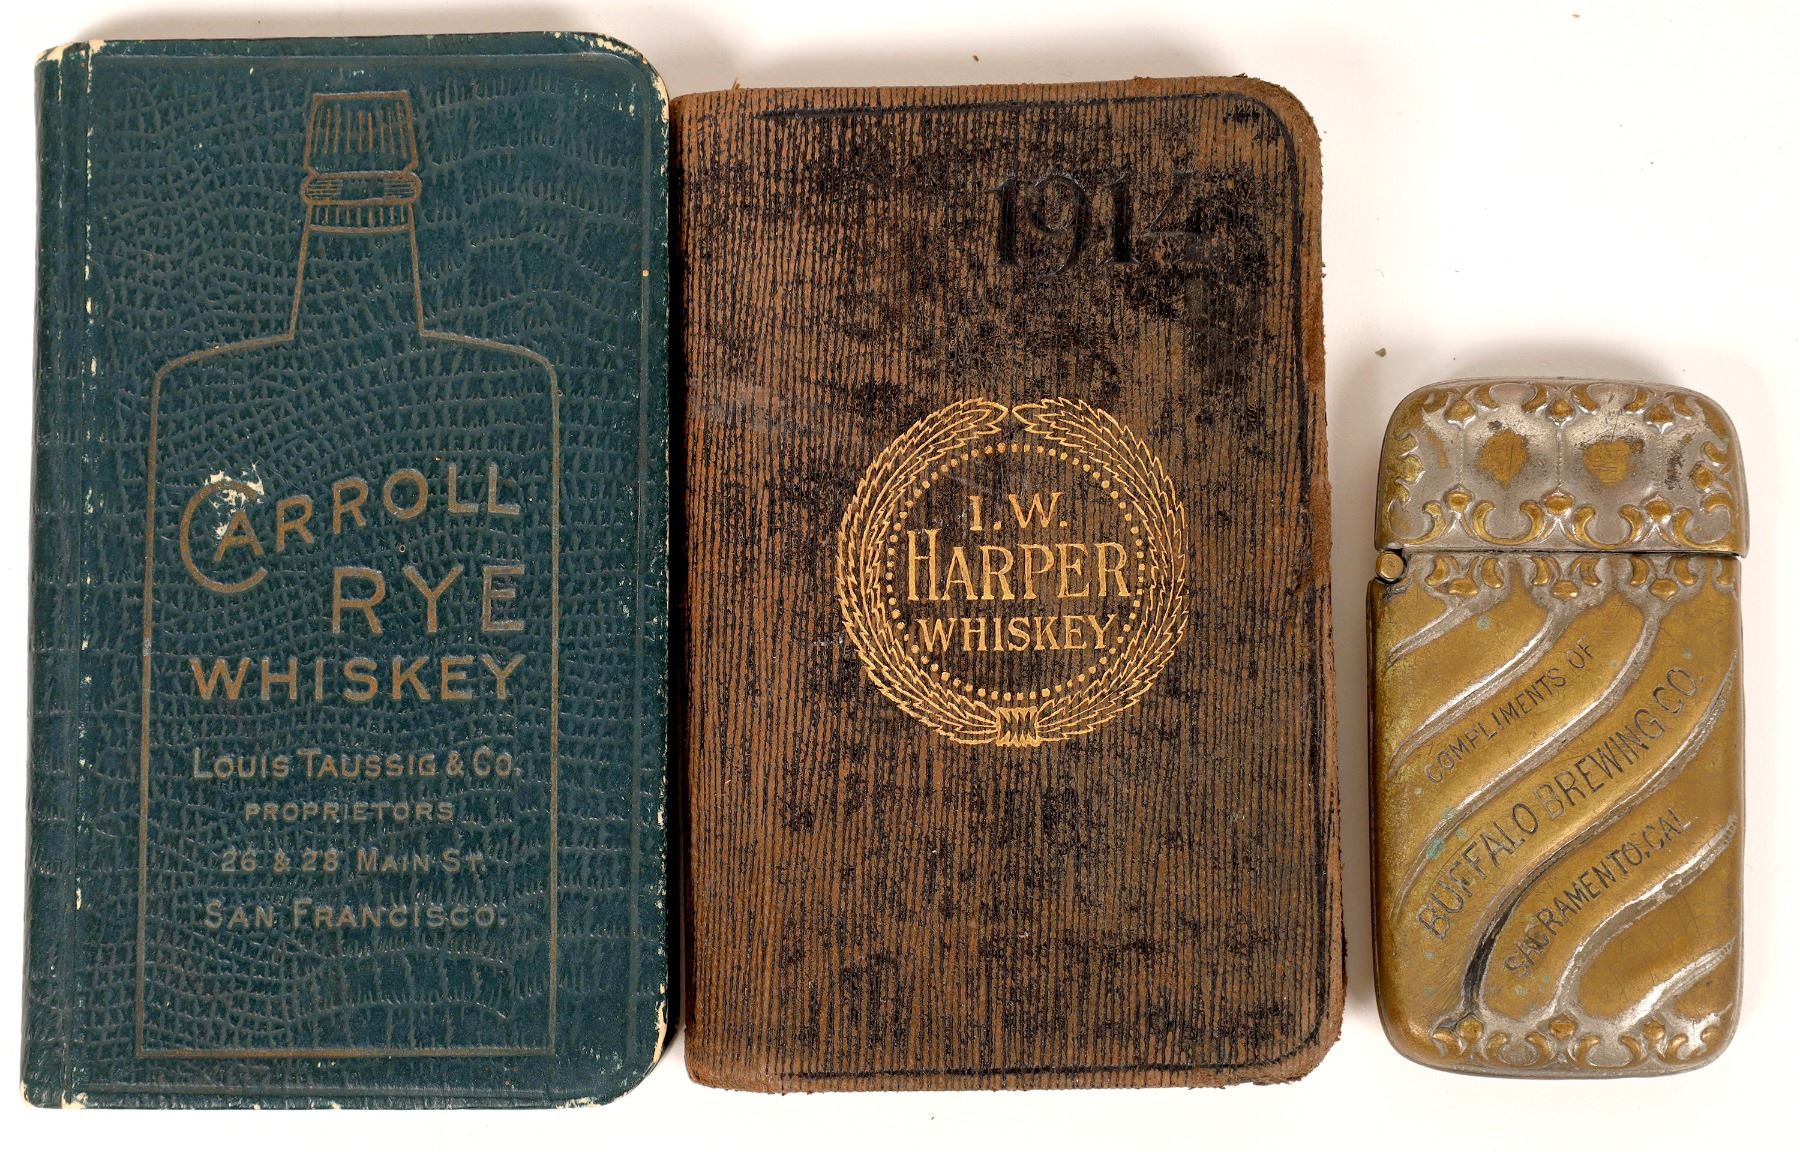 CARROLL
RYE
WHISKEY
LOUIS TAUSSIG & CO.
PROPRIETORS
26 & 28 MAIN ST.
SAN FRANCISCO.
1914
I.W.
HARPER
WHISKEY
COMPLIMENTS OF
BUFFALO BREWING CO.
SACRAMENTO, CAL.